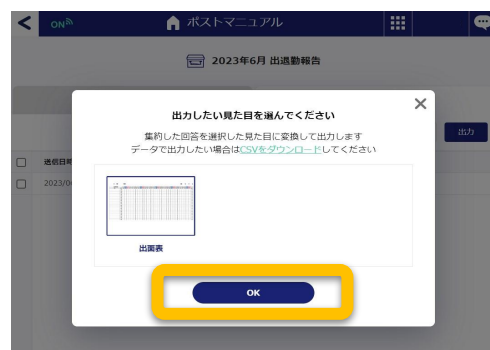 ON
ポストマニュアル
2023年6月 出退勤報告
出力したい見た目を選んでください
集約した回答を選択した見た目に変換して出力します
データで出力したい場合はCSVをダウンロードしてください
出力
送信日時
2023/0
出面表
OK